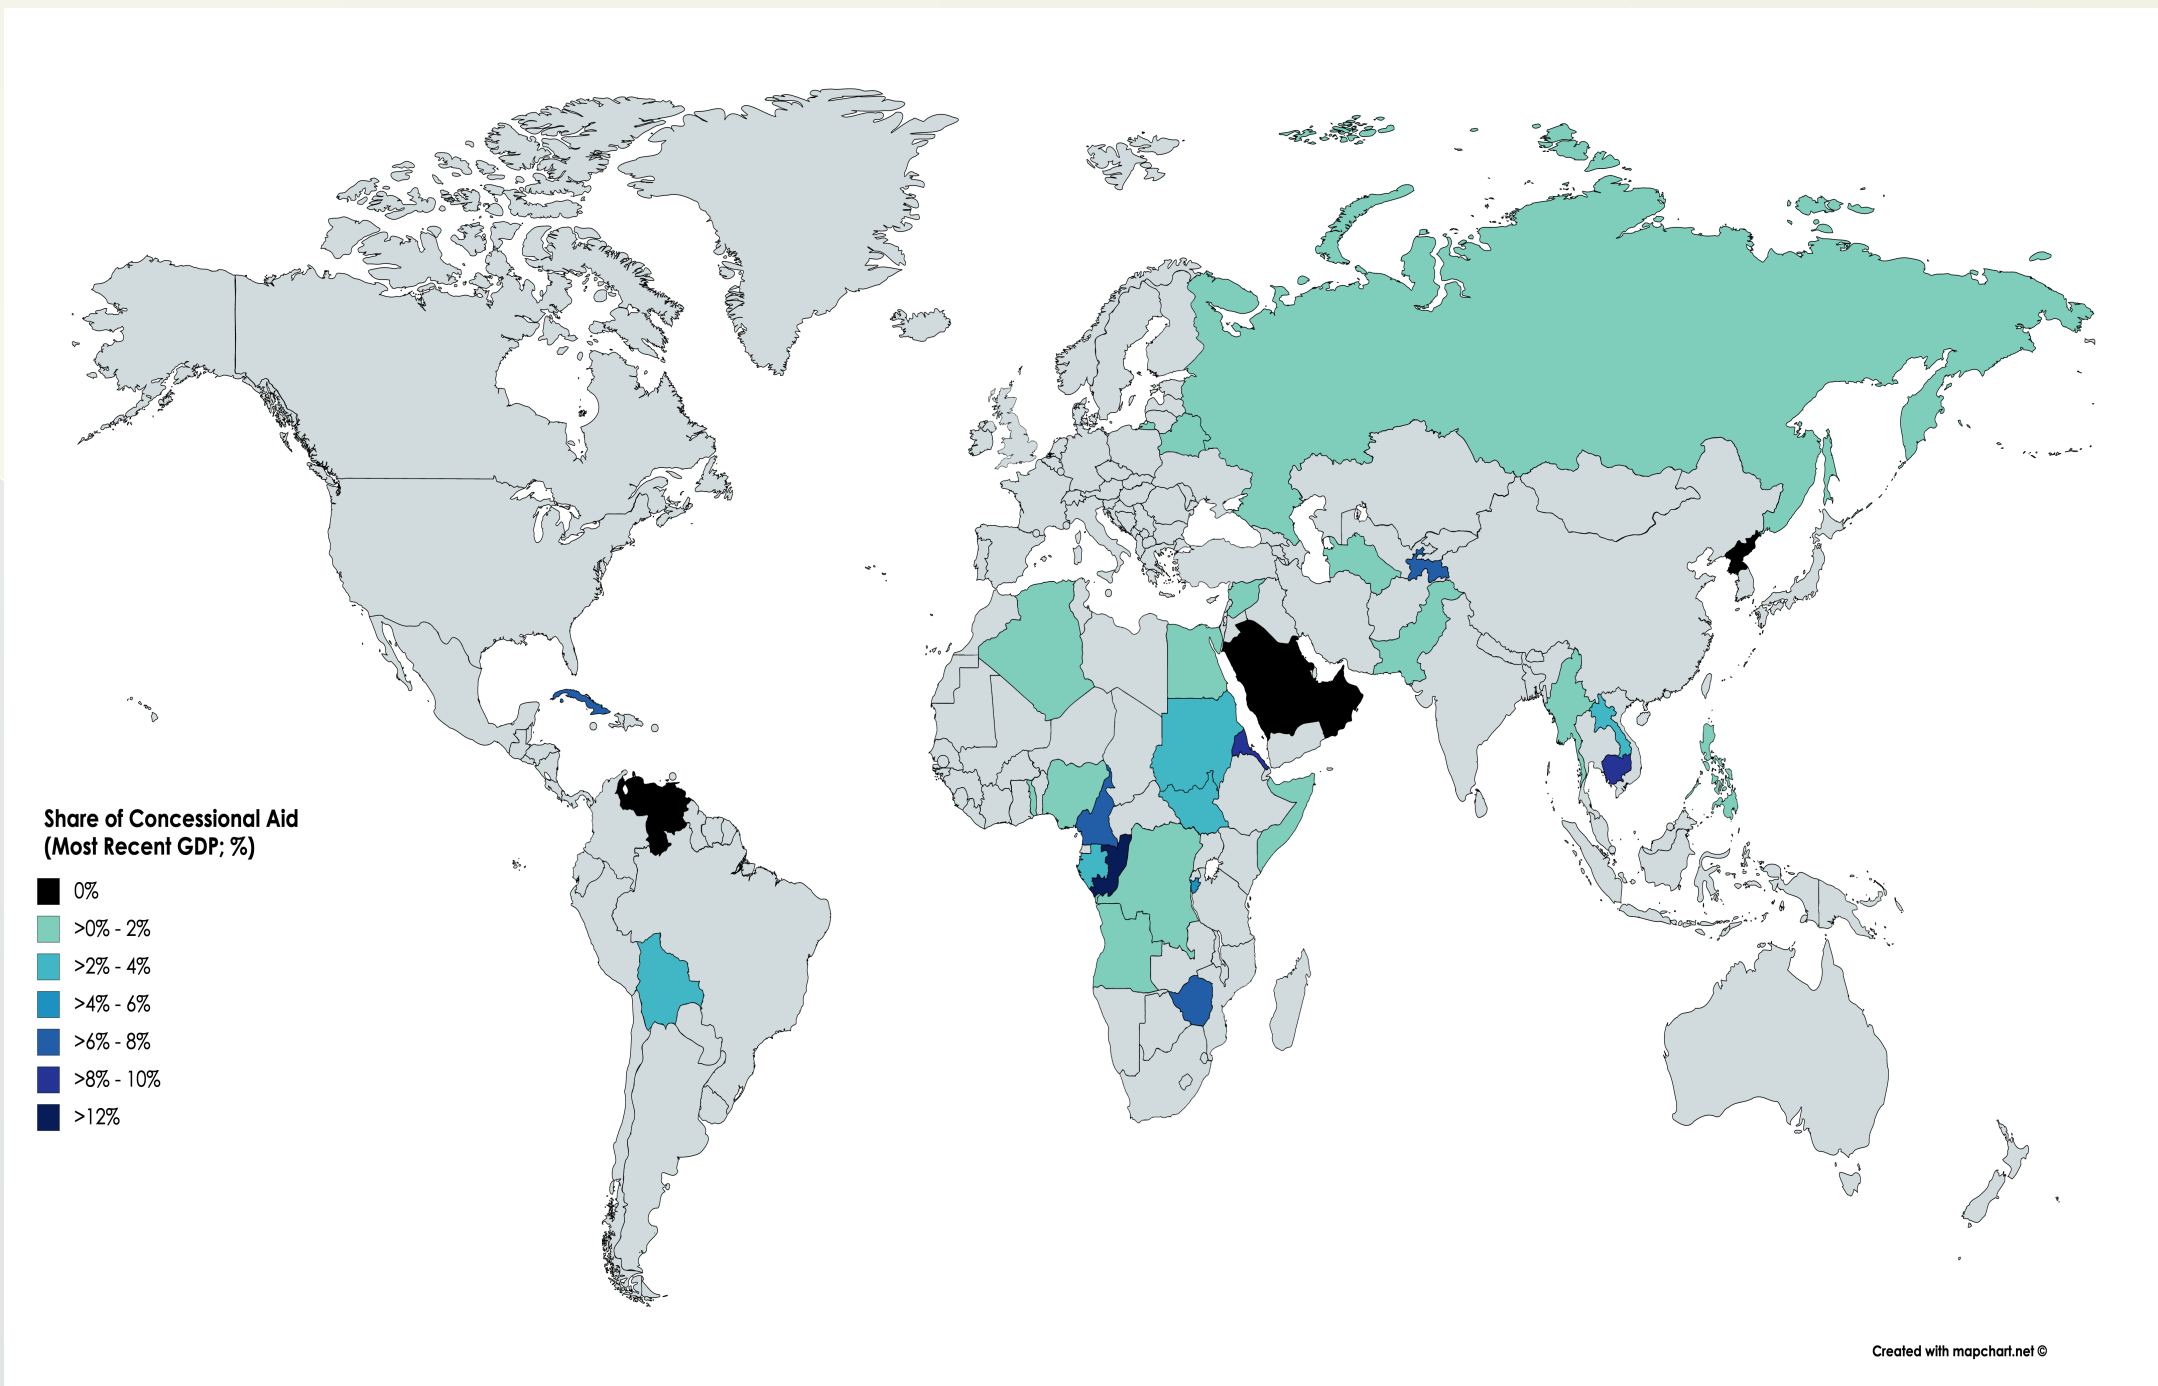 Share of Concessional Aid
(Most Recent GDP; %)
0%
>0% - 2%
>2% - 4%
>4% - 6%
>6% - 8%
>8% - 10%
>12%
Created with mapchart.net ©